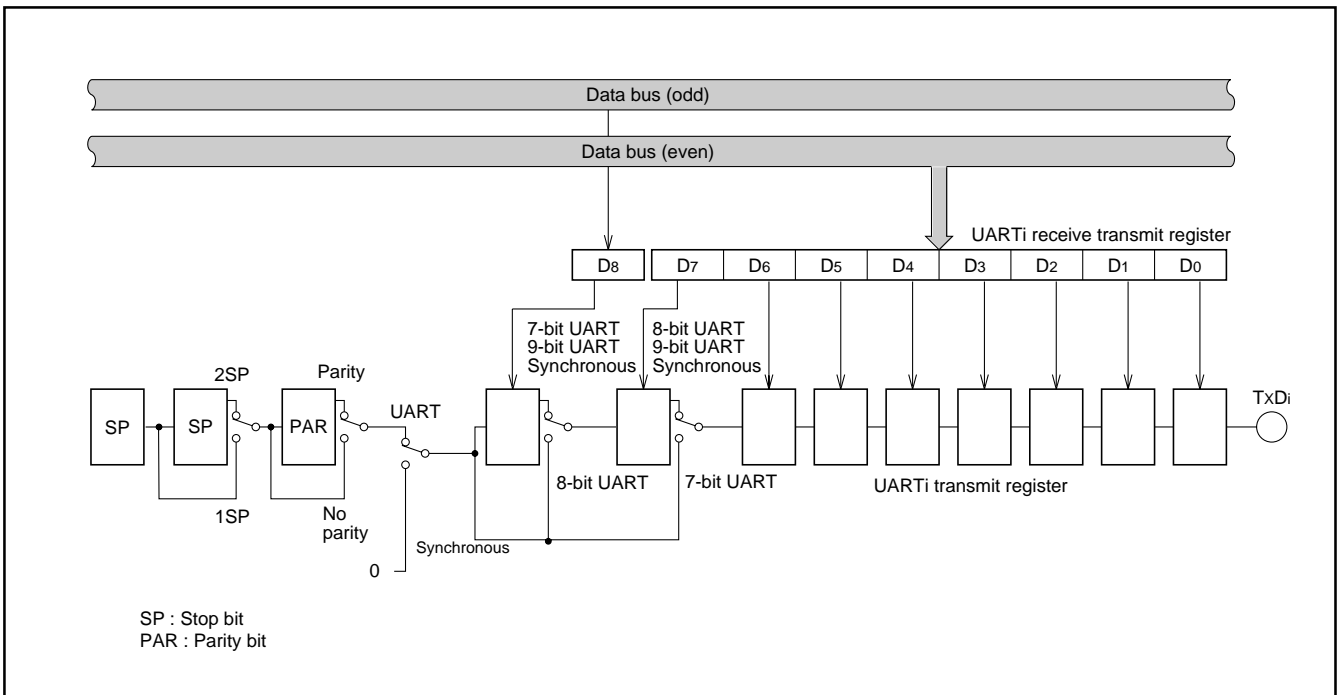 Data bus (odd)
Data bus (even)
UARTi receive transmit register
D8 D7 D6 D5 D4 D3 D2 D1 D0
7-bit UART
9-bit UART
Synchronous
8-bit UART
9-bit UART
Synchronous
2SP
Parity
UART
TXDi
SP
SP
PAR
8-bit UART
7-bit UART
UARTi transmit register
1SP
No
parity
Synchronous
0
SP : Stop bit
PAR : Parity bit